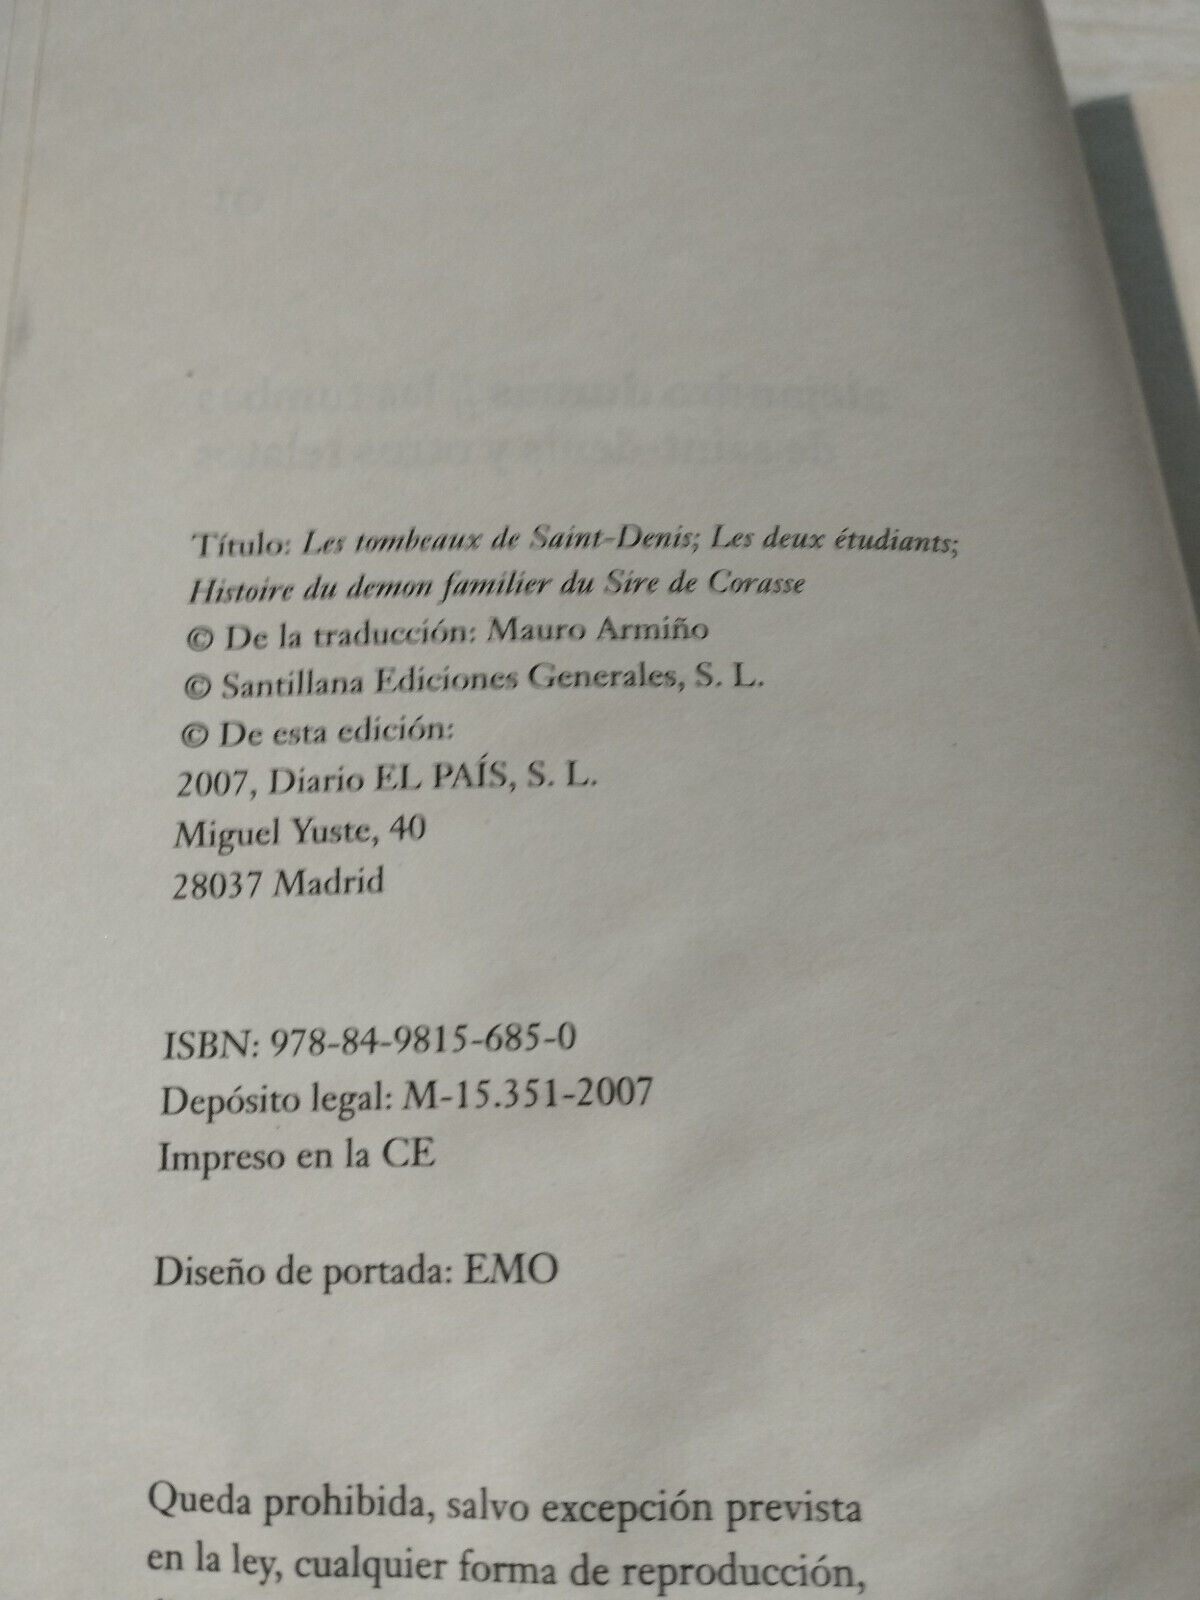 Título: Les tombeaux de Saint-Denis; Les deux étudiants;
Histoire du demon familier du Sire de Corasse
© De la traducción: Mauro Armiño
© Santillana Ediciones Generales, S. L.
© De esta edición:
2007, Diario EL PAÍS, S. L.
Miguel Yuste, 40
28037 Madrid
ISBN: 978-84-9815-685-0
Depósito legal: M-15.351-2007
Impreso en la CE
Diseño de portada: EMO
Queda prohibida, salvo excepción prevista
en la ley, cualquier forma de reproducción,